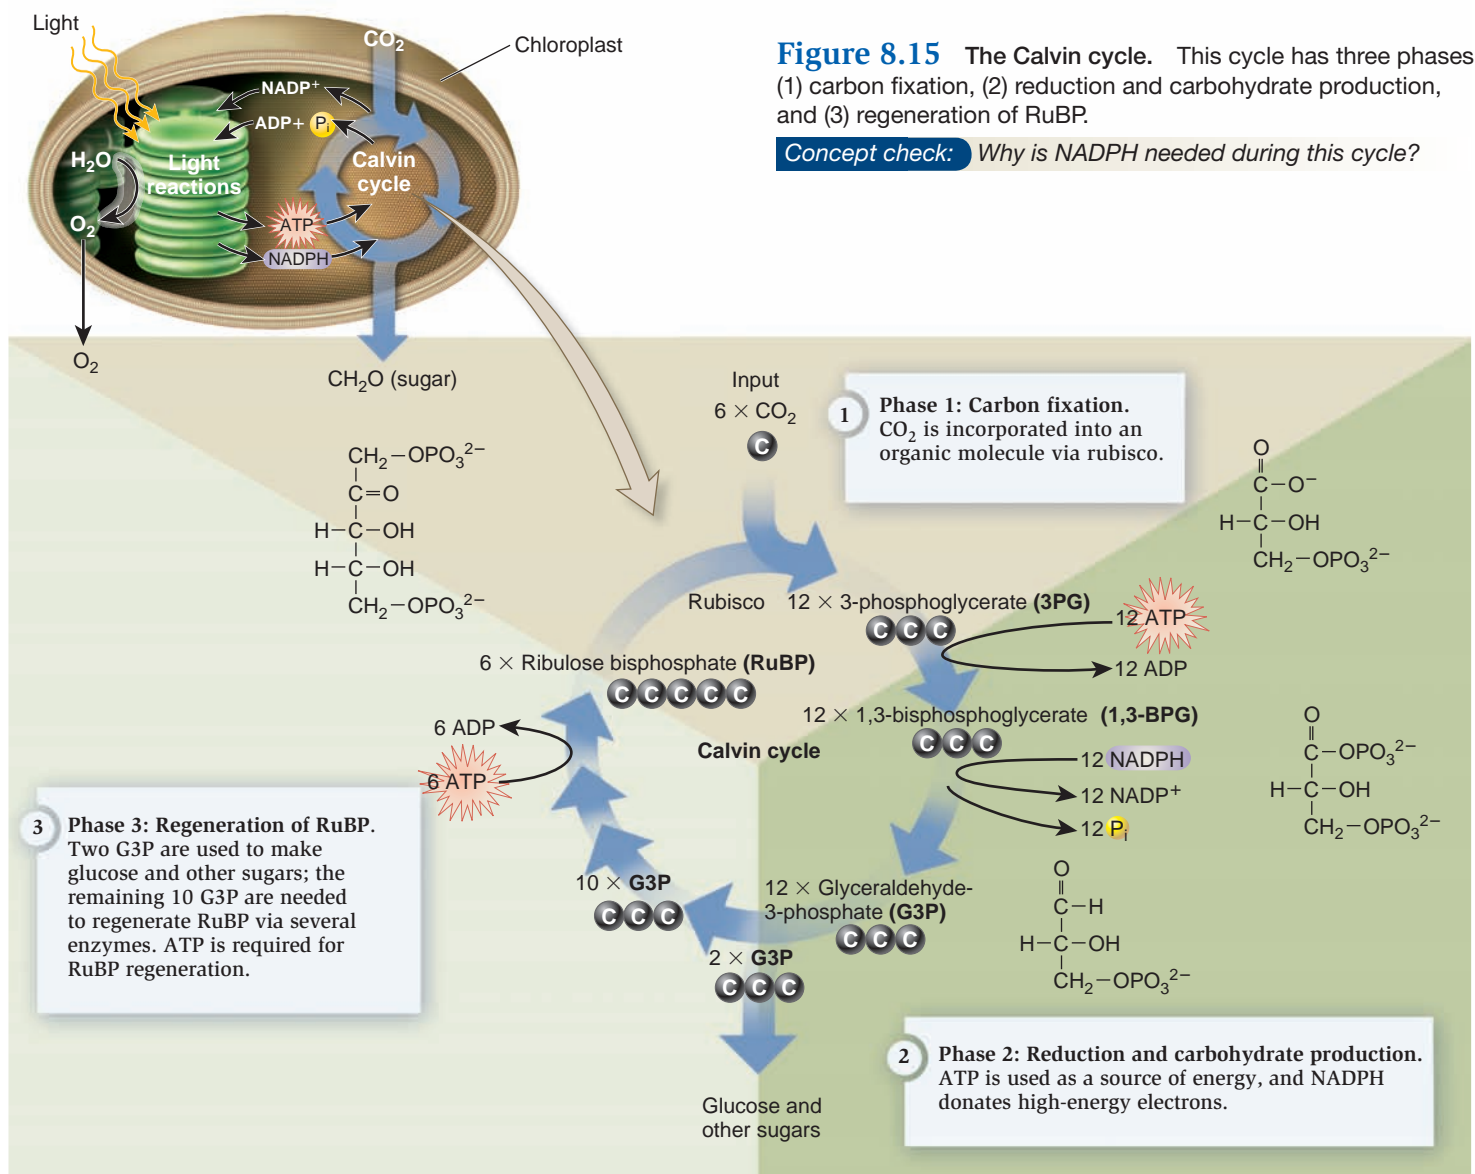 Light
CO₂
Chloroplast
NADP⁺
ADP+ Pᵢ
H₂O
Light
reactions
Calvin
cycle
O₂
ATP
NADPH
O₂
CH₂O (sugar)
Figure 8.15 The Calvin cycle. This cycle has three phases
(1) carbon fixation, (2) reduction and carbohydrate production,
and (3) regeneration of RuBP.
Concept check: Why is NADPH needed during this cycle?
Input
6 × CO₂
C
1
Phase 1: Carbon fixation.
CO₂ is incorporated into an
organic molecule via rubisco.
CH₂—OPO₃²⁻
C=O
H—C—OH
H—C—OH
CH₂—OPO₃²⁻
O
C—O⁻
H—C—OH
CH₂—OPO₃²⁻
Rubisco
12 × 3-phosphoglycerate (3PG)
C C C
12 ATP
12 ADP
6 × Ribulose bisphosphate (RuBP)
C C C C C
12 × 1,3-bisphosphoglycerate (1,3-BPG)
C C C
Calvin cycle
12 NADPH
12 NADP⁺
12 Pᵢ
O
C—OPO₃²⁻
H—C—OH
CH₂—OPO₃²⁻
6 ADP
6 ATP
3
Phase 3: Regeneration of RuBP.
Two G3P are used to make
glucose and other sugars; the
remaining 10 G3P are needed
to regenerate RuBP via several
enzymes. ATP is required for
RuBP regeneration.
10 × G3P
C C C
12 × Glyceraldehyde-
3-phosphate (G3P)
C C C
O
C—H
H—C—OH
CH₂—OPO₃²⁻
2 × G3P
C C C
2
Phase 2: Reduction and carbohydrate production.
ATP is used as a source of energy, and NADPH
donates high-energy electrons.
Glucose and
other sugars